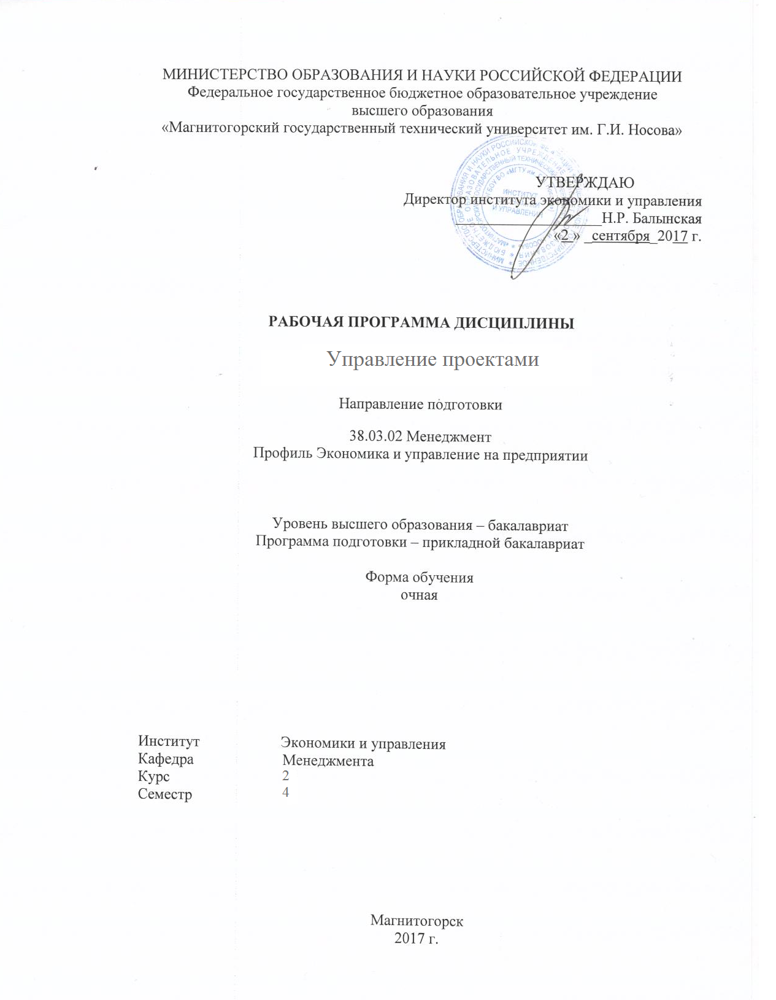 МИНИСТЕРСТВО ОБРАЗОВАНИЯ И НАУКИ РОССИЙСКОЙ ФЕДЕРАЦИИ
Федеральное государственное бюджетное образовательное учреждение
высшего образования
«Магнитогорский государственный технический университет им. Г.И. Носова»
УТВЕРЖДАЮ
Директор института экономики и управления
Н.Р. Балынская
«2 » _сентября_2017 г.
ИНСТИТУТ
И УПРАВЛЕНИЯ
РАБОЧАЯ ПРОГРАММА ДИСЦИПЛИНЫ
Управление проектами
Направление подготовки
38.03.02 Менеджмент
Профиль Экономика и управление на предприятии
Уровень высшего образования – бакалавриат
Программа подготовки – прикладной бакалавриат
Форма обучения
очная
Институт Экономики и управления
Кафедра Менеджмента
Курс 2
Семестр 4
Магнитогорск
2017 г.